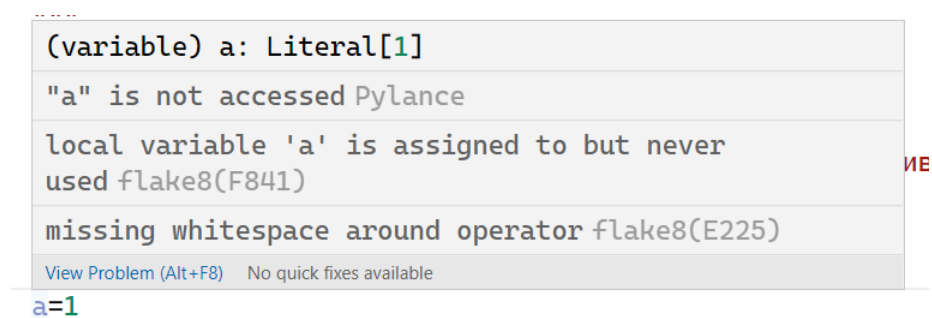 (variable) a: Literal[1]
"a" is not accessed Pylance
local variable 'a' is assigned to but never
used flake8(F841)
missing whitespace around operator flake8(E225)
View Problem (Alt+F8) No quick fixes available
a=1